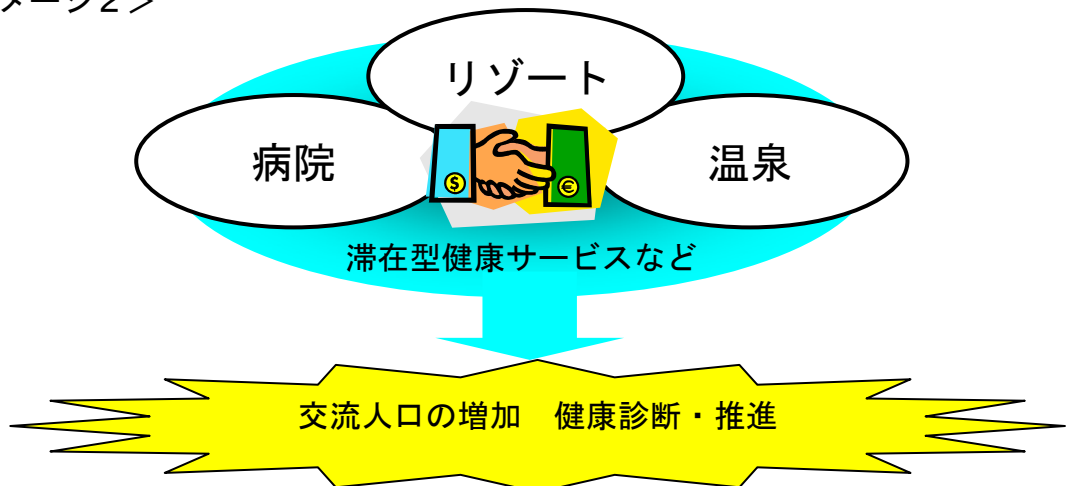 メージ2>
リゾート
病院
温泉
$
€
滞在型健康サービスなど
交流人口の増加 健康診断・推進